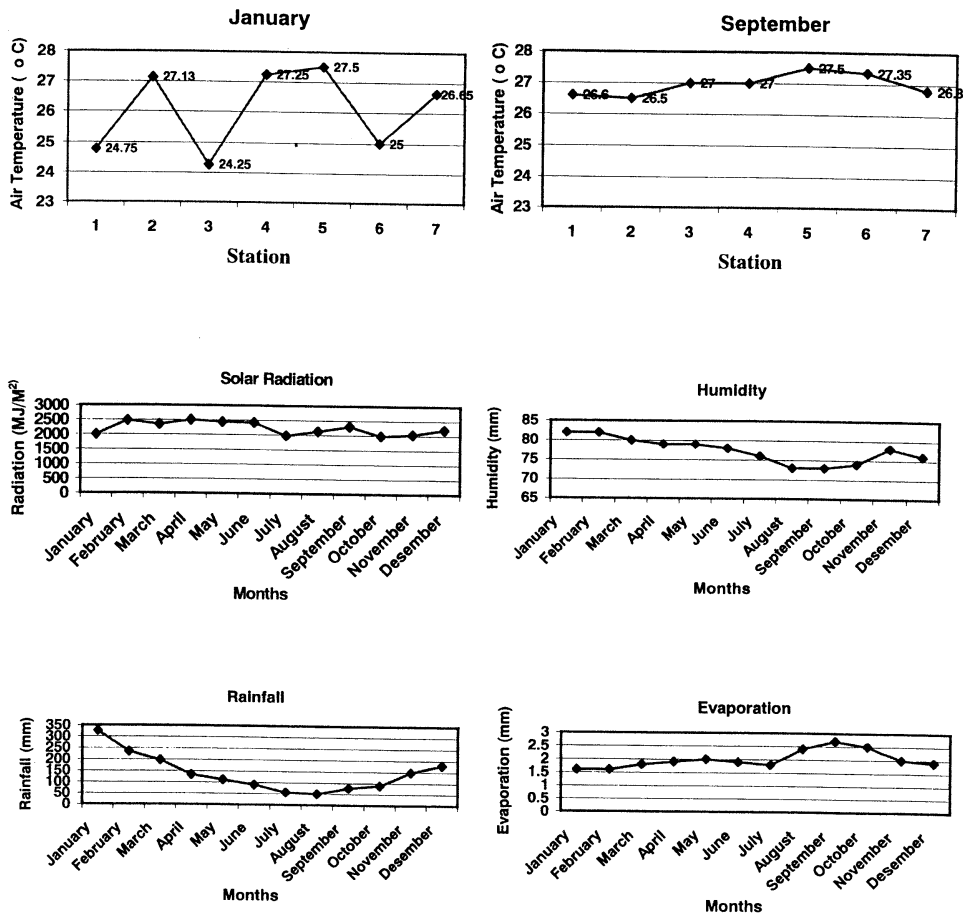 January
Air Temperature ( o C)
28
27
26
25
24
23
24.75
27.13
24.25
27.25
27.5
25
26.65
1 2 3 4 5 6 7
Station
September
Air Temperature ( o C)
28
27
26
25
24
23
26.6
26.5
27
27
27.5
27.35
26.8
1 2 3 4 5 6 7
Station
Solar Radiation
Radiation (MJ/M²)
3000
2500
2000
1500
1000
500
0
January
February
March
April
May
June
July
August
September
October
November
Desember
Months
Humidity
Humidity (mm)
85
80
75
70
65
January
February
March
April
May
June
July
August
September
October
November
Desember
Months
Rainfall
Rainfall (mm)
350
300
250
200
150
100
50
0
January
February
March
April
May
June
July
August
September
October
November
Desember
Months
Evaporation
Evaporation (mm)
3
2.5
2
1.5
1
0.5
0
January
February
March
April
May
June
July
August
September
October
November
Desember
Months